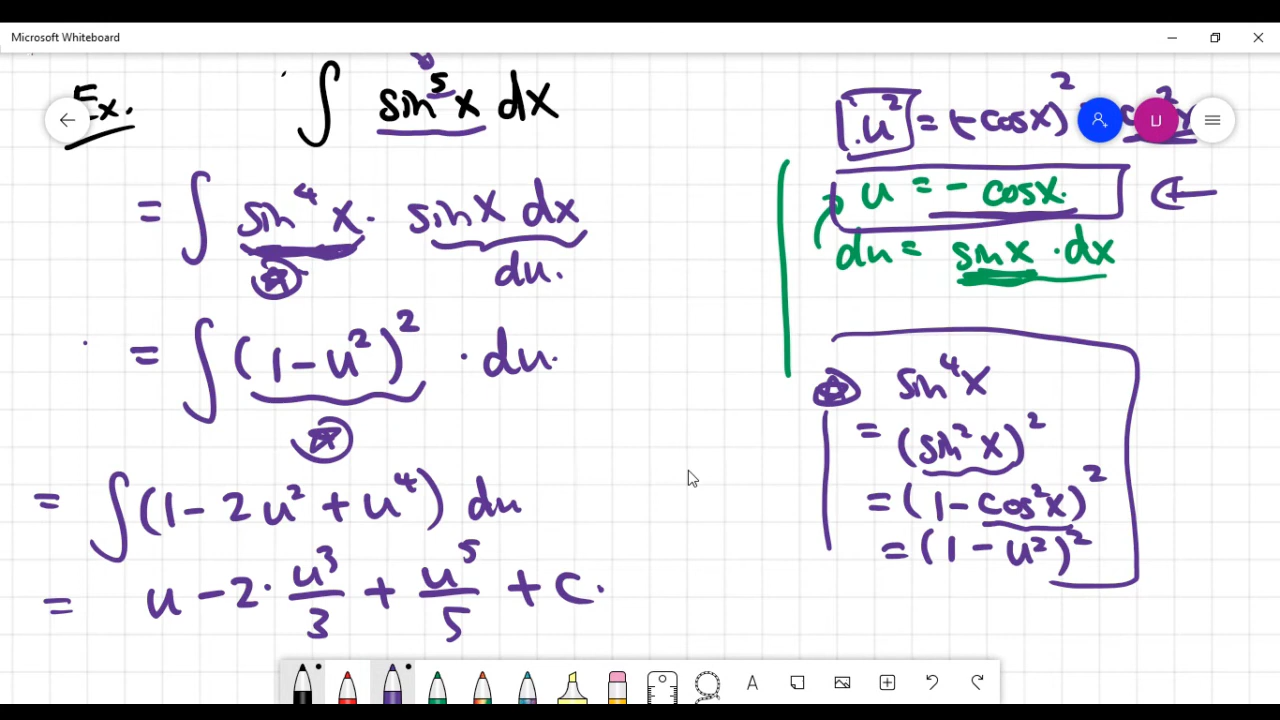 Microsoft Whiteboard
Ex. ∫ sin⁵x dx
= ∫ sin⁴x · sinx dx
du.
= ∫ (1 − u²)² · du.
= ∫ (1 − 2u² + u⁴) du
= u − 2 · u³/3 + u⁵/5 + C.
u² = (−cosx)²
u = − cosx.
du = sinx · dx
sin⁴x
= (sin²x)²
= (1 − cos²x)²
= (1 − u²)²
U
A